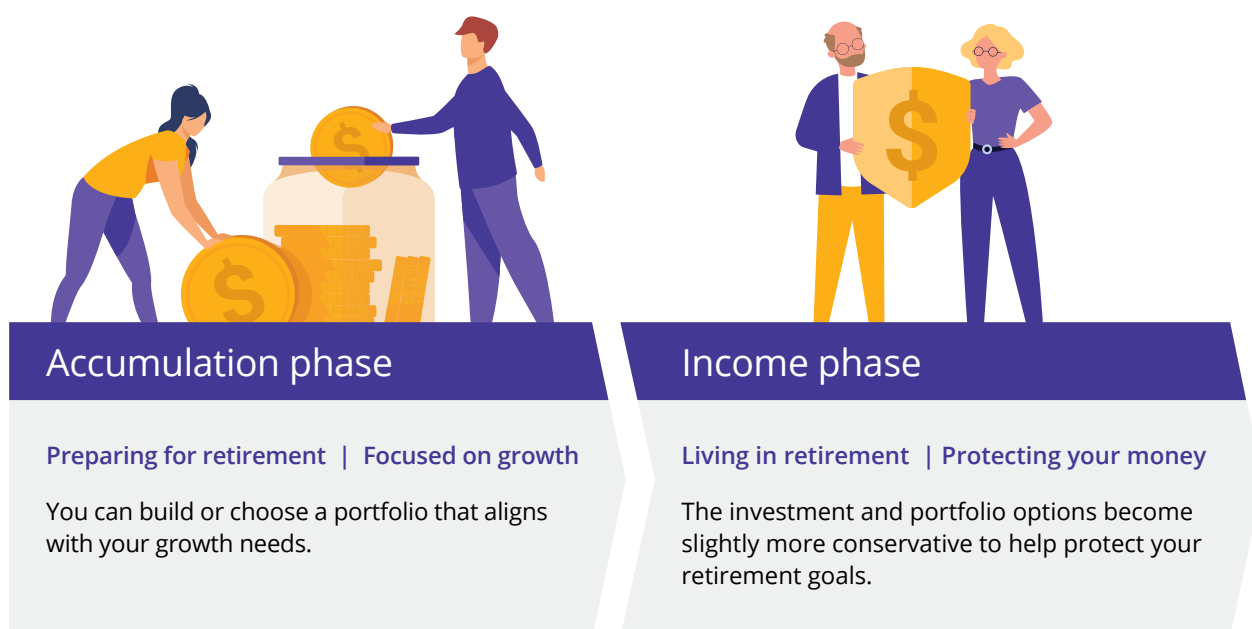 $
$
$
Accumulation phase
Preparing for retirement | Focused on growth
You can build or choose a portfolio that aligns
with your growth needs.
Income phase
Living in retirement | Protecting your money
The investment and portfolio options become
slightly more conservative to help protect your
retirement goals.